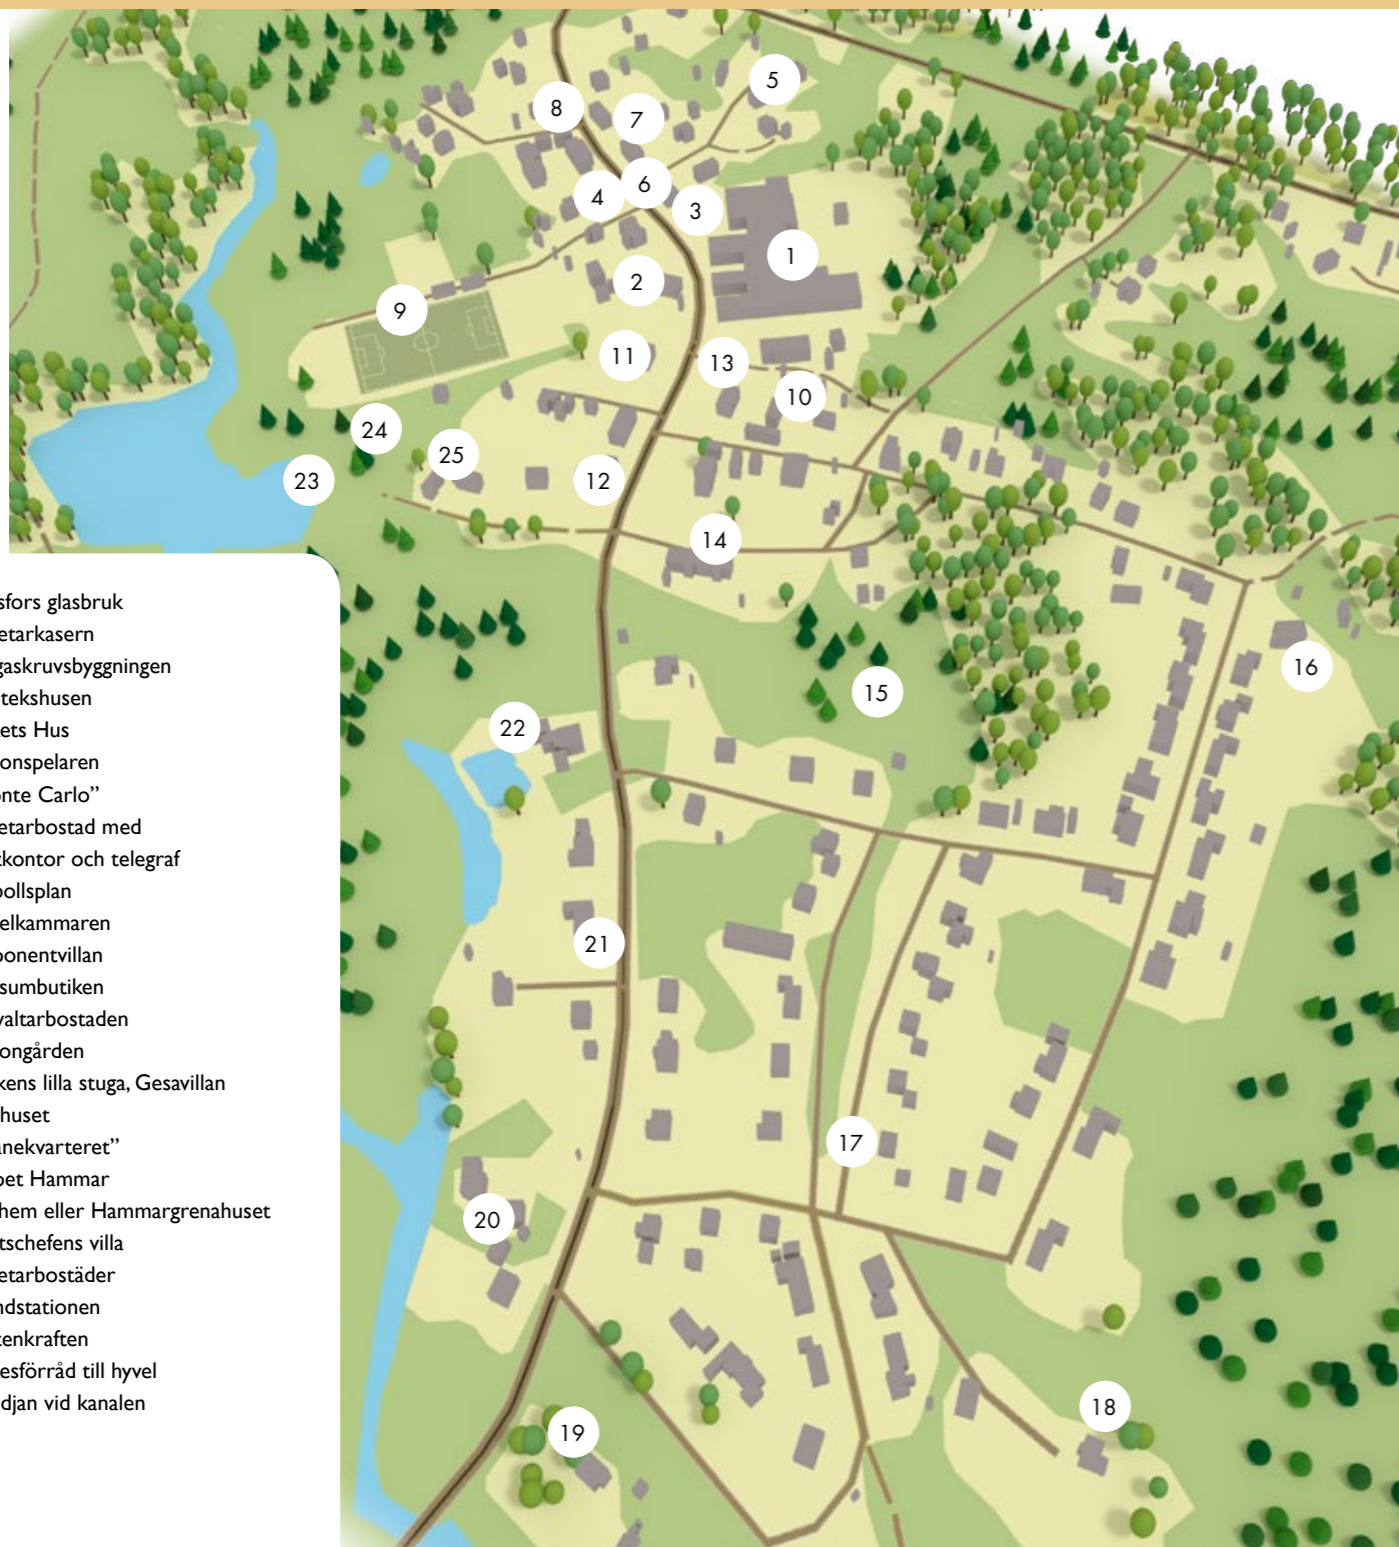 5
8
7
6
4
3
1
2
9
11
13
10
24
25
23
12
14
16
15
22
21
17
20
18
19
sfors glasbruk
etarkasern
gaskruvsbyggningen
tekshusen
ets Hus
onspelaren
nte Carlo”
etarbostad med
kontor och telegraf
bollsplan
elkammaren
onentvillan
sumbutiken
valtarbostaden
ongården
kens lilla stuga, Gesavillan
huset
anekvarteret”
pet Hammar
hem eller Hammargrenahuset
tschefens villa
etarbostäder
ndstationen
tenkraften
esförråd till hyvel
djan vid kanalen